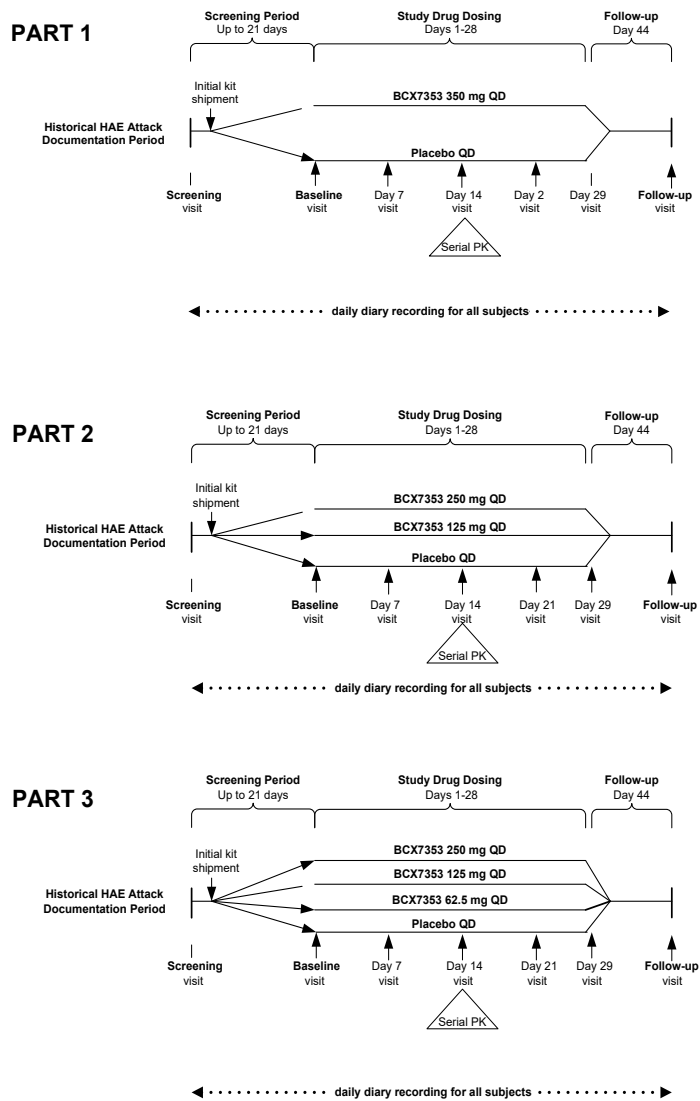 PART 1
Screening Period
Up to 21 days
Study Drug Dosing
Days 1-28
Follow-up
Day 44
Initial kit
shipment
BCX7353 350 mg QD
Historical HAE Attack
Documentation Period
Placebo QD
Screening
visit
Baseline
visit
Day 7
visit
Day 14
visit
Day 2
visit
Day 29
visit
Follow-up
visit
Serial PK
daily diary recording for all subjects
PART 2
Screening Period
Up to 21 days
Study Drug Dosing
Days 1-28
Follow-up
Day 44
Initial kit
shipment
BCX7353 250 mg QD
Historical HAE Attack
Documentation Period
BCX7353 125 mg QD
Placebo QD
Screening
visit
Baseline
visit
Day 7
visit
Day 14
visit
Day 21
visit
Day 29
visit
Follow-up
visit
Serial PK
daily diary recording for all subjects
PART 3
Screening Period
Up to 21 days
Study Drug Dosing
Days 1-28
Follow-up
Day 44
Initial kit
shipment
BCX7353 250 mg QD
BCX7353 125 mg QD
Historical HAE Attack
Documentation Period
BCX7353 62.5 mg QD
Placebo QD
Screening
visit
Baseline
visit
Day 7
visit
Day 14
visit
Day 21
visit
Day 29
visit
Follow-up
visit
Serial PK
daily diary recording for all subjects